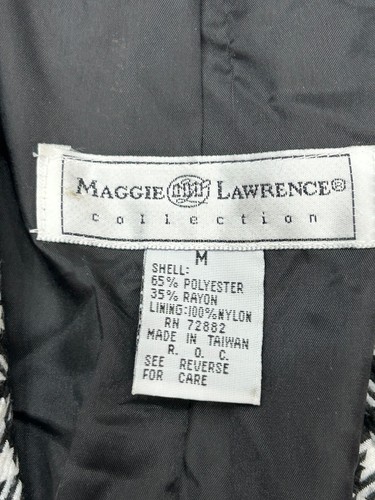 MAGGIE LAWRENCE®
collection
M
SHELL:
65% POLYESTER
35% RAYON
LINING:100%NYLON
RN 72882
MADE IN TAIWAN
R. O. C.
SEE REVERSE
FOR CARE